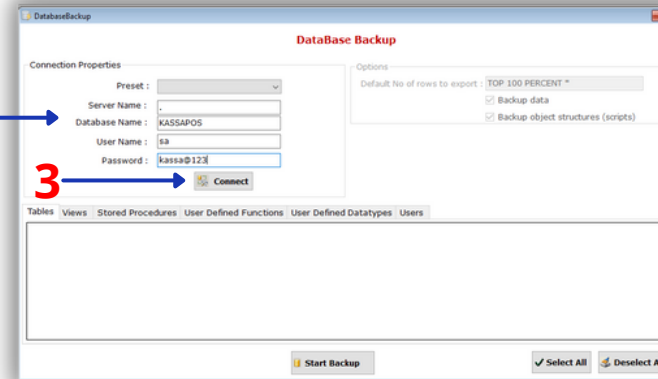 DatabaseBackup
DataBase Backup
Connection Properties
Preset :
Server Name : .
Database Name : KASSAPOS
User Name : sa
Password : kassa@123
3
Connect
Options
Default No of rows to export : TOP 100 PERCENT *
Backup data
Backup object structures (scripts)
Tables Views Stored Procedures User Defined Functions User Defined Datatypes Users
Start Backup
Select All
Deselect A